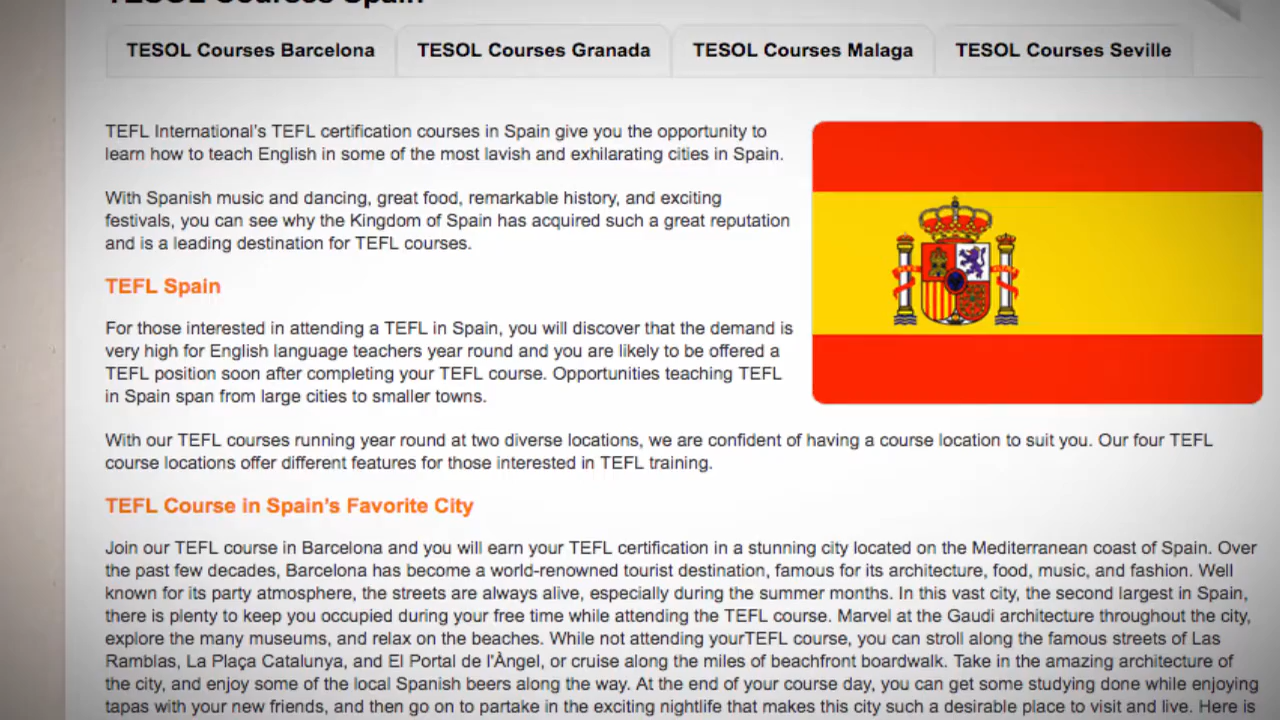 TESOL Courses Spain
TESOL Courses Barcelona
TESOL Courses Granada
TESOL Courses Malaga
TESOL Courses Seville
TEFL International's TEFL certification courses in Spain give you the opportunity to
learn how to teach English in some of the most lavish and exhilarating cities in Spain.
With Spanish music and dancing, great food, remarkable history, and exciting
festivals, you can see why the Kingdom of Spain has acquired such a great reputation
and is a leading destination for TEFL courses.
TEFL Spain
For those interested in attending a TEFL in Spain, you will discover that the demand is
very high for English language teachers year round and you are likely to be offered a
TEFL position soon after completing your TEFL course. Opportunities teaching TEFL
in Spain span from large cities to smaller towns.
With our TEFL courses running year round at two diverse locations, we are confident of having a course location to suit you. Our four TEFL
course locations offer different features for those interested in TEFL training.
TEFL Course in Spain's Favorite City
Join our TEFL course in Barcelona and you will earn your TEFL certification in a stunning city located on the Mediterranean coast of Spain. Over
the past few decades, Barcelona has become a world-renowned tourist destination, famous for its architecture, food, music, and fashion. Well
known for its party atmosphere, the streets are always alive, especially during the summer months. In this vast city, the second largest in Spain,
there is plenty to keep you occupied during your free time while attending the TEFL course. Marvel at the Gaudi architecture throughout the city,
explore the many museums, and relax on the beaches. While not attending yourTEFL course, you can stroll along the famous streets of Las
Ramblas, La Plaça Catalunya, and El Portal de l'Àngel, or cruise along the miles of beachfront boardwalk. Take in the amazing architecture of
the city, and enjoy some of the local Spanish beers along the way. At the end of your course day, you can get some studying done while enjoying
tapas with your new friends, and then go on to partake in the exciting nightlife that makes this city such a desirable place to visit and live. Here is